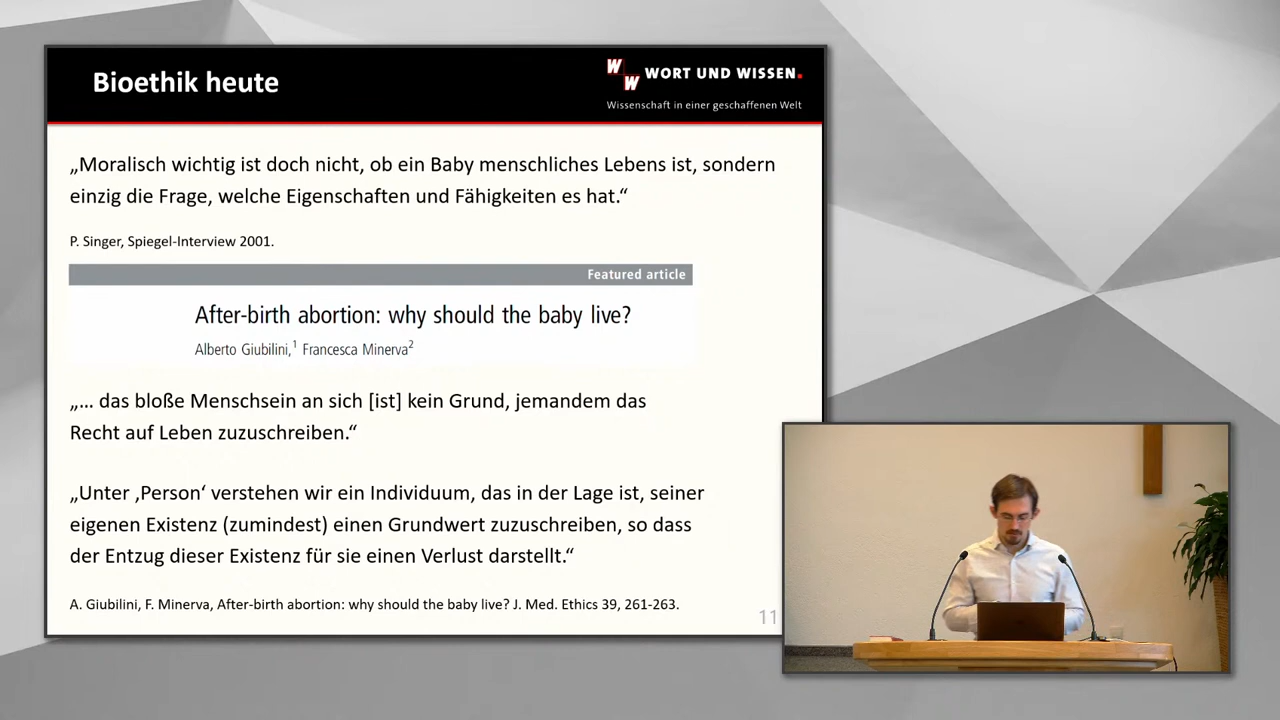 Bioethik heute
W
W
WORT UND WISSEN.
Wissenschaft in einer geschaffenen Welt
„Moralisch wichtig ist doch nicht, ob ein Baby menschliches Lebens ist, sondern
einzig die Frage, welche Eigenschaften und Fähigkeiten es hat.“
P. Singer, Spiegel-Interview 2001.
Featured article
After-birth abortion: why should the baby live?
Alberto Giubilini,¹ Francesca Minerva²
„… das bloße Menschsein an sich [ist] kein Grund, jemandem das
Recht auf Leben zuzuschreiben.“
„Unter ‚Person‘ verstehen wir ein Individuum, das in der Lage ist, seiner
eigenen Existenz (zumindest) einen Grundwert zuzuschreiben, so dass
der Entzug dieser Existenz für sie einen Verlust darstellt.“
A. Giubilini, F. Minerva, After-birth abortion: why should the baby live? J. Med. Ethics 39, 261-263.
11